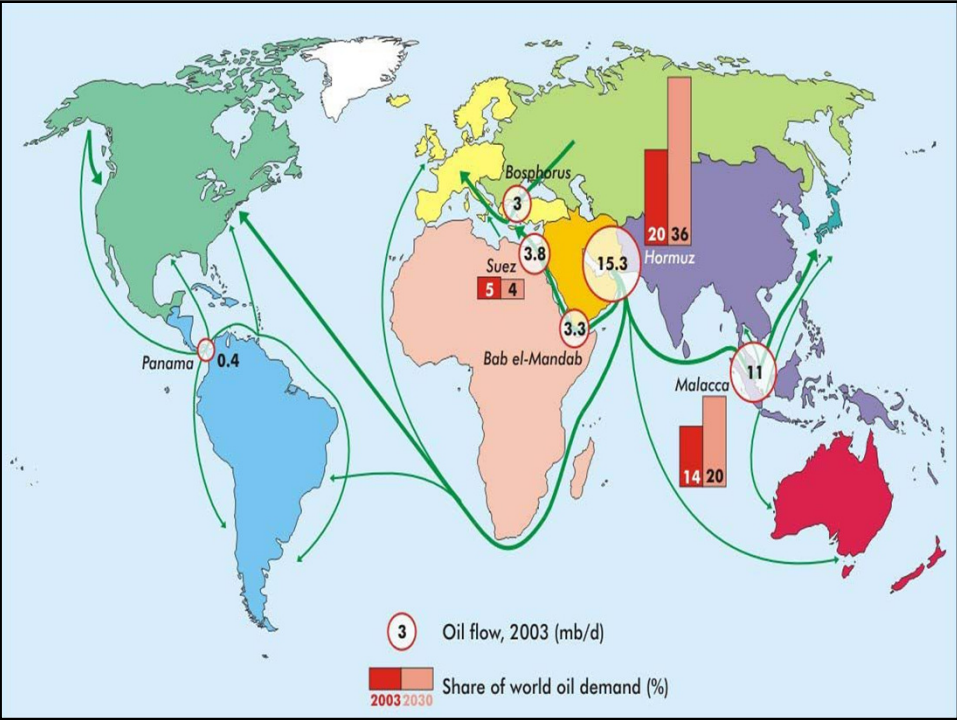 Bosphorus
3
20 36
Hormuz
15.3
3.8
Suez
5 4
3.3
Bab el-Mandab
Panama
0.4
11
Malacca
14 20
3 Oil flow, 2003 (mb/d)
Share of world oil demand (%)
2003 2030